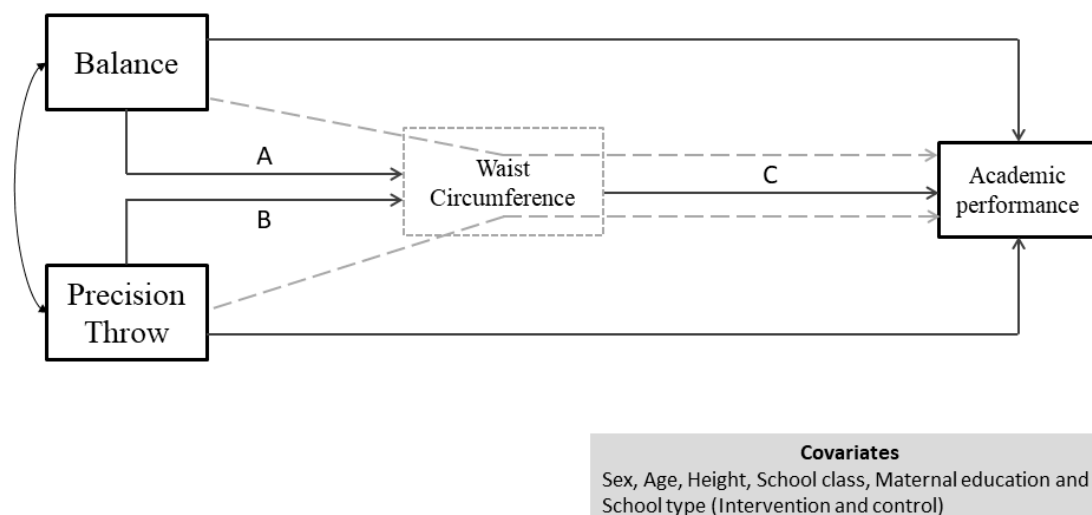 Balance
A
Waist
Circumference
C
Academic
performance
B
Precision
Throw
Covariates
Sex, Age, Height, School class, Maternal education and
School type (Intervention and control)